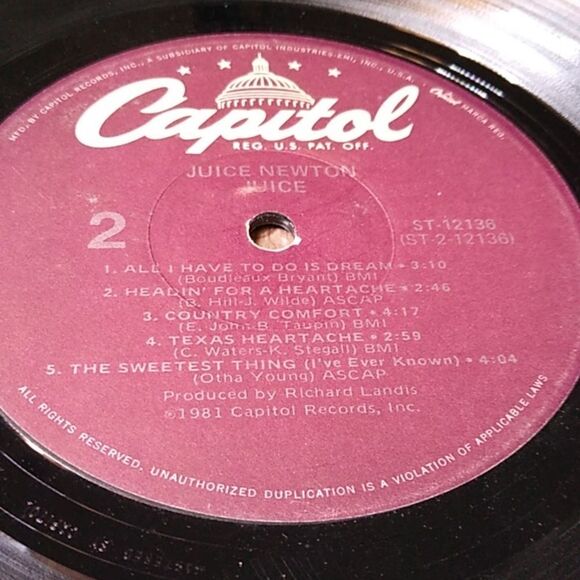 MFD. BY CAPITOL RECORDS, INC., A SUBSIDIARY OF CAPITOL INDUSTRIES-EMI, INC., U.S.A.
Capitol MARCA REG.
Capitol
REG. U.S. PAT. OFF.
JUICE NEWTON
JUICE
2
ST-12136
(ST-2-12136)
1. ALL I HAVE TO DO IS DREAM • 3:10
(Boudleaux Bryant) BMI
2. HEADIN' FOR A HEARTACHE • 2:46
(B. Hill-J. Wilde) ASCAP
3. COUNTRY COMFORT • 4:17
(E. John-B. Taupin) BMI
4. TEXAS HEARTACHE • 2:59
(C. Waters-K. Stegall) BMI
5. THE SWEETEST THING (I've Ever Known) • 4:04
(Otha Young) ASCAP
Produced by Richard Landis
©1981 Capitol Records, Inc.
ALL RIGHTS RESERVED. UNAUTHORIZED DUPLICATION IS A VIOLATION OF APPLICABLE LAWS